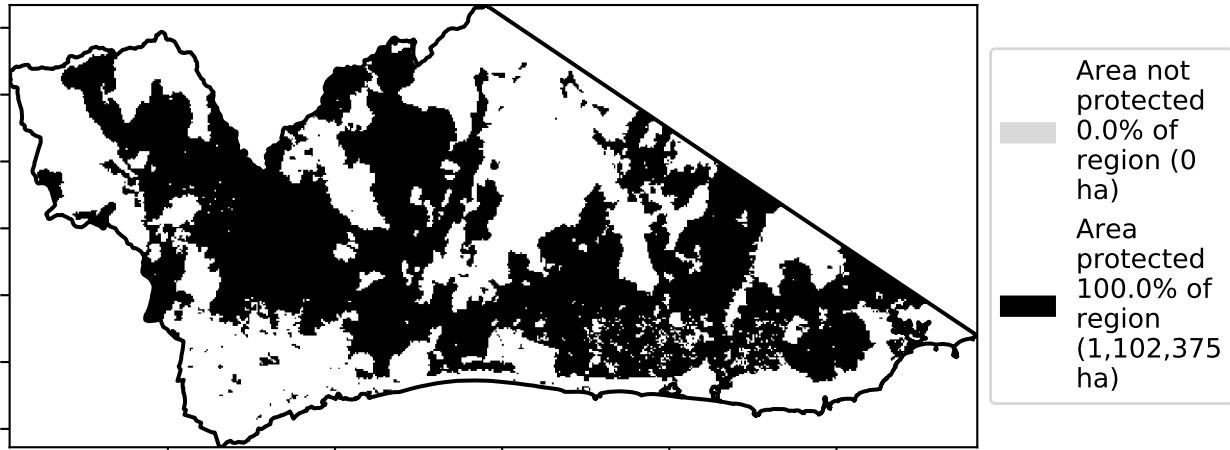 Area not
protected
0.0% of
region (0
ha)
Area
protected
100.0% of
region
(1,102,375
ha)